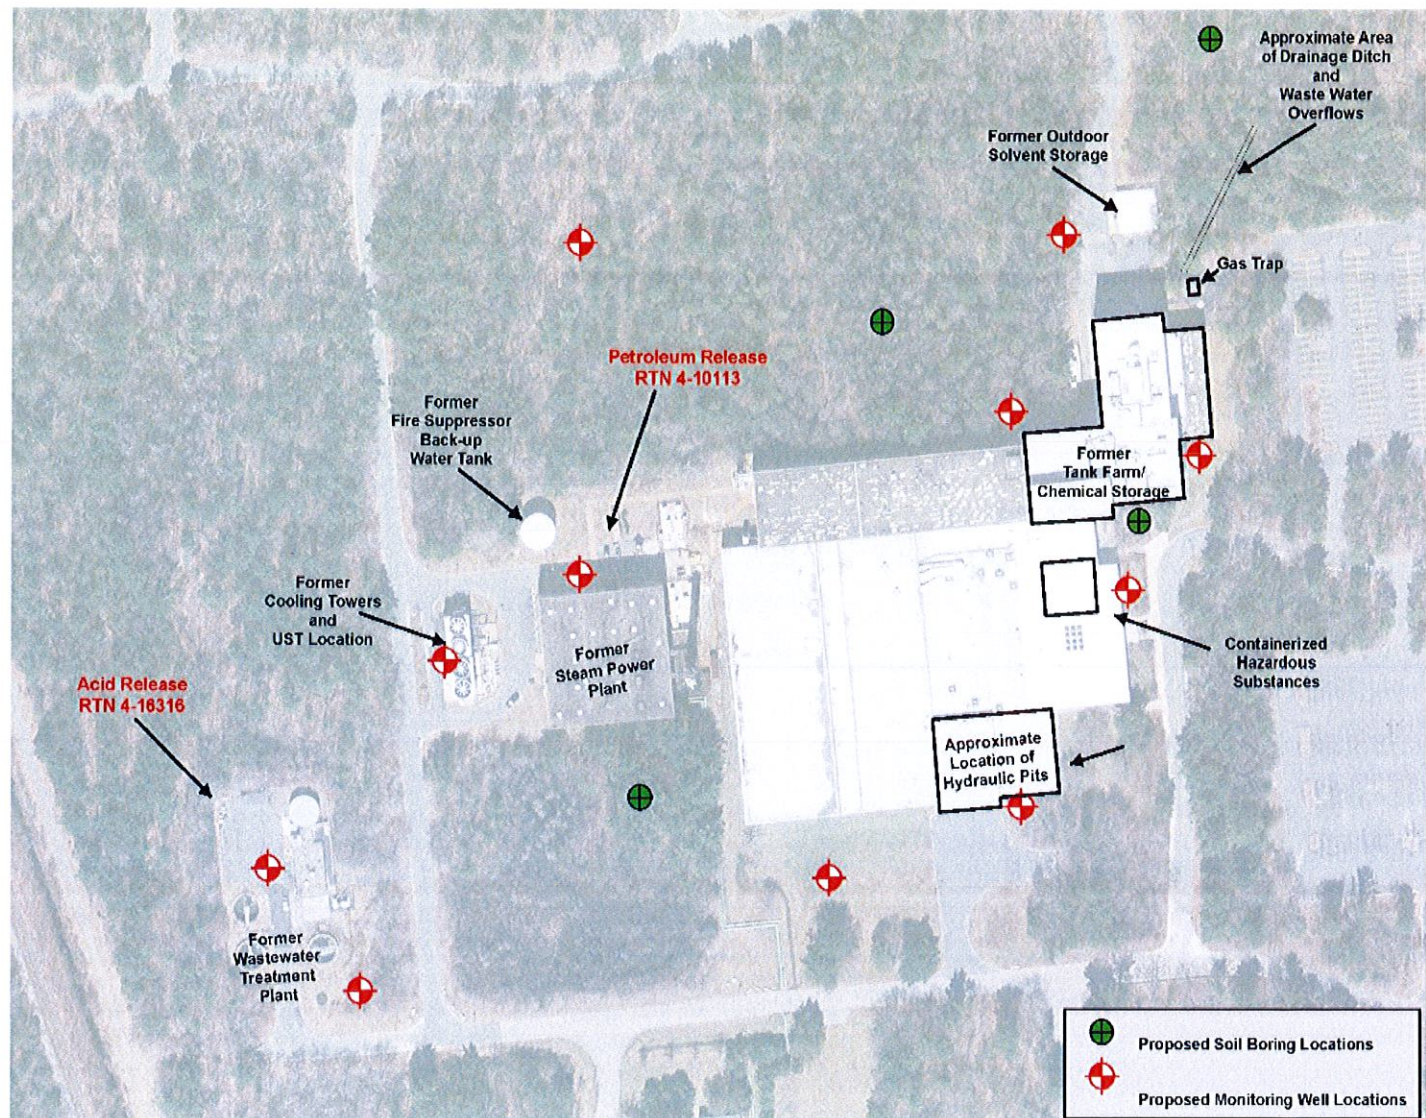 Approximate Area
of Drainage Ditch
and
Waste Water
Overflows
Former Outdoor
Solvent Storage
Gas Trap
Petroleum Release
RTN 4-10113
Former
Fire Suppressor
Back-up
Water Tank
Former
Tank Farm/
Chemical Storage
Former
Cooling Towers
and
UST Location
Former
Steam Power
Plant
Containerized
Hazardous
Substances
Acid Release
RTN 4-16316
Approximate
Location of
Hydraulic Pits
Former
Wastewater
Treatment
Plant
Proposed Soil Boring Locations
Proposed Monitoring Well Locations